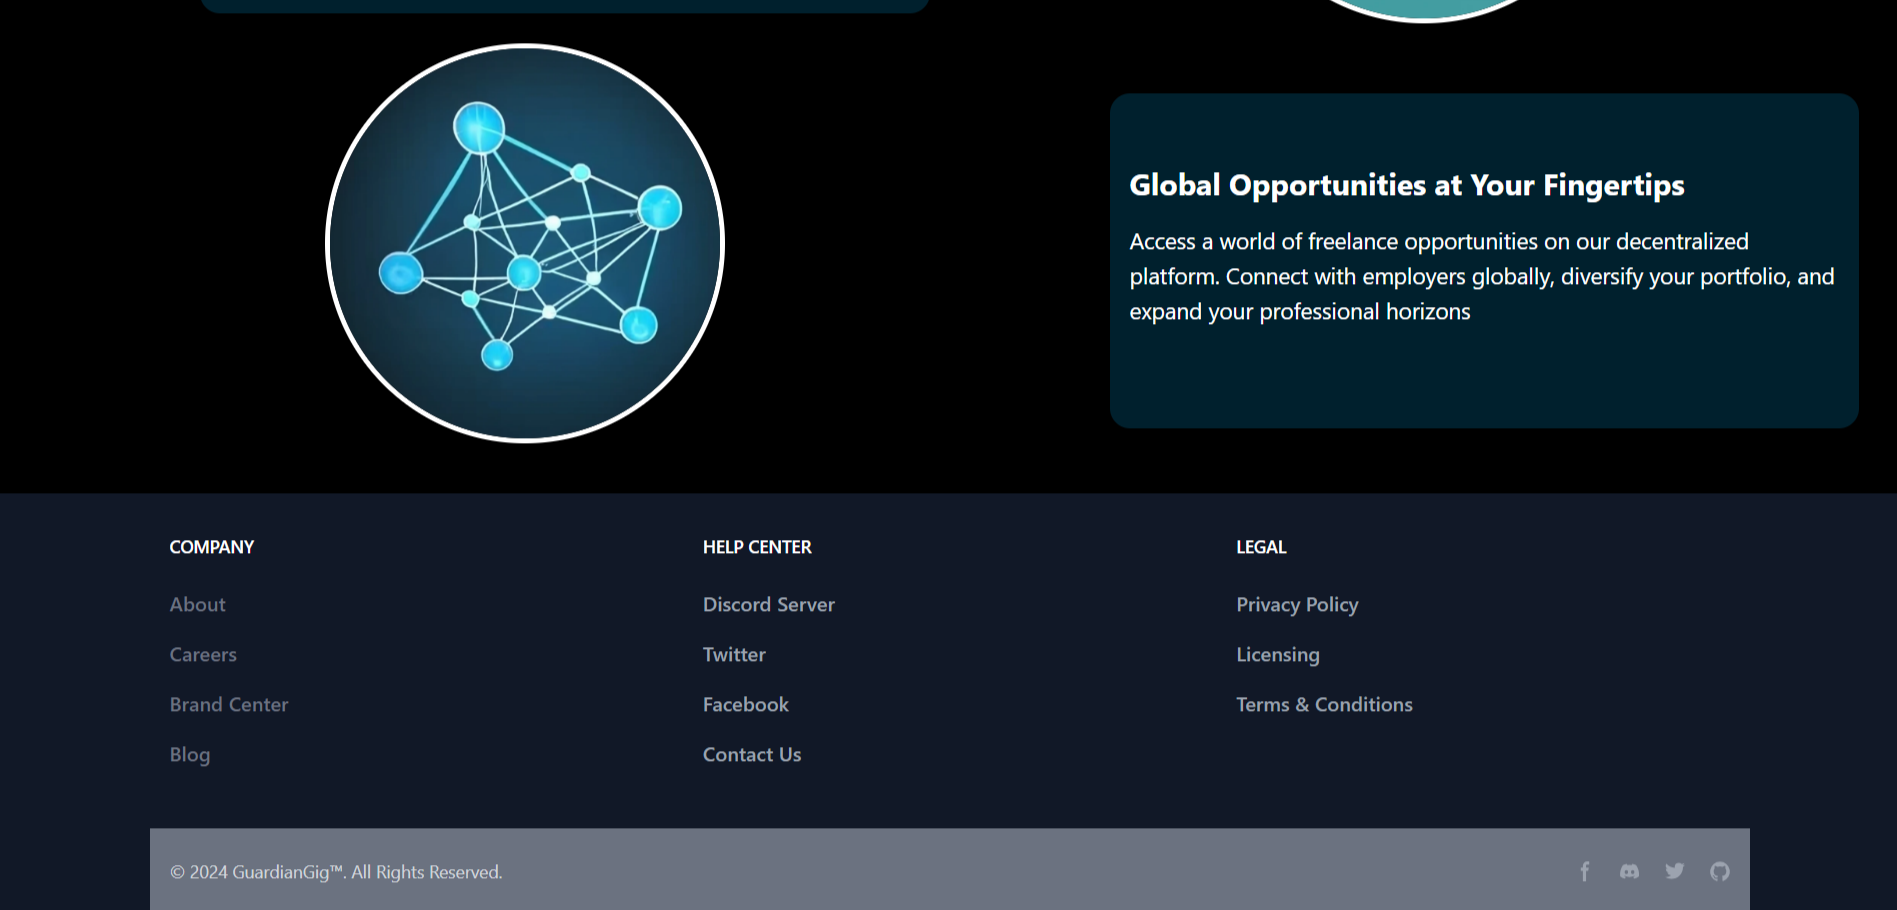 Global Opportunities at Your Fingertips
Access a world of freelance opportunities on our decentralized
platform. Connect with employers globally, diversify your portfolio, and
expand your professional horizons
COMPANY
About
Careers
Brand Center
Blog
HELP CENTER
Discord Server
Twitter
Facebook
Contact Us
LEGAL
Privacy Policy
Licensing
Terms & Conditions
© 2024 GuardianGig™. All Rights Reserved.